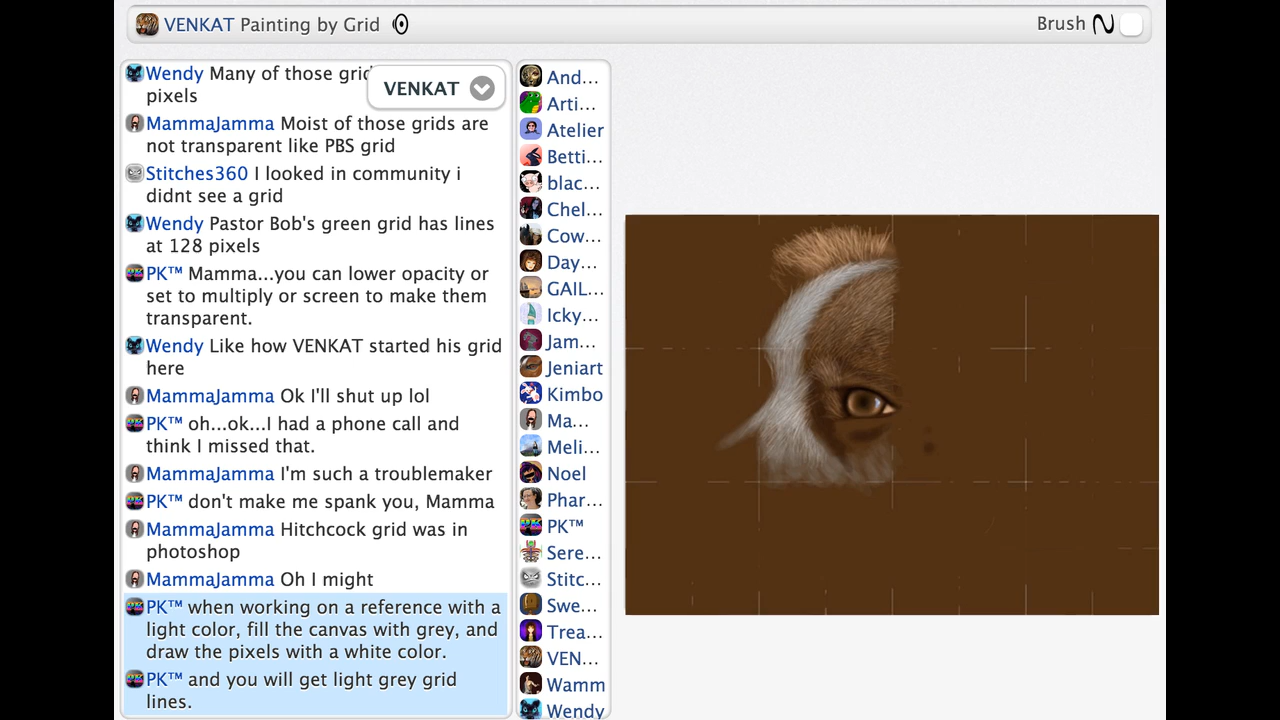 VENKAT Painting by Grid
Brush
Wendy Many of those grid
pixels
VENKAT
MammaJamma Moist of those grids are
not transparent like PBS grid
Stitches360 I looked in community i
didnt see a grid
Wendy Pastor Bob's green grid has lines
at 128 pixels
PK™ Mamma...you can lower opacity or
set to multiply or screen to make them
transparent.
Wendy Like how VENKAT started his grid
here
MammaJamma Ok I'll shut up lol
PK™ oh...ok...I had a phone call and
think I missed that.
MammaJamma I'm such a troublemaker
PK™ don't make me spank you, Mamma
MammaJamma Hitchcock grid was in
photoshop
MammaJamma Oh I might
PK™ when working on a reference with a
light color, fill the canvas with grey, and
draw the pixels with a white color.
PK™ and you will get light grey grid
lines.
And...
Arti...
Atelier
Betti...
blac...
Chel...
Cow...
Day...
GAIL...
Icky...
Jam...
Jeniart
Kimbo
Ma...
Meli...
Noel
Phar...
PK™
Sere...
Stitc...
Swe...
Trea...
VEN...
Wamm
Wendy